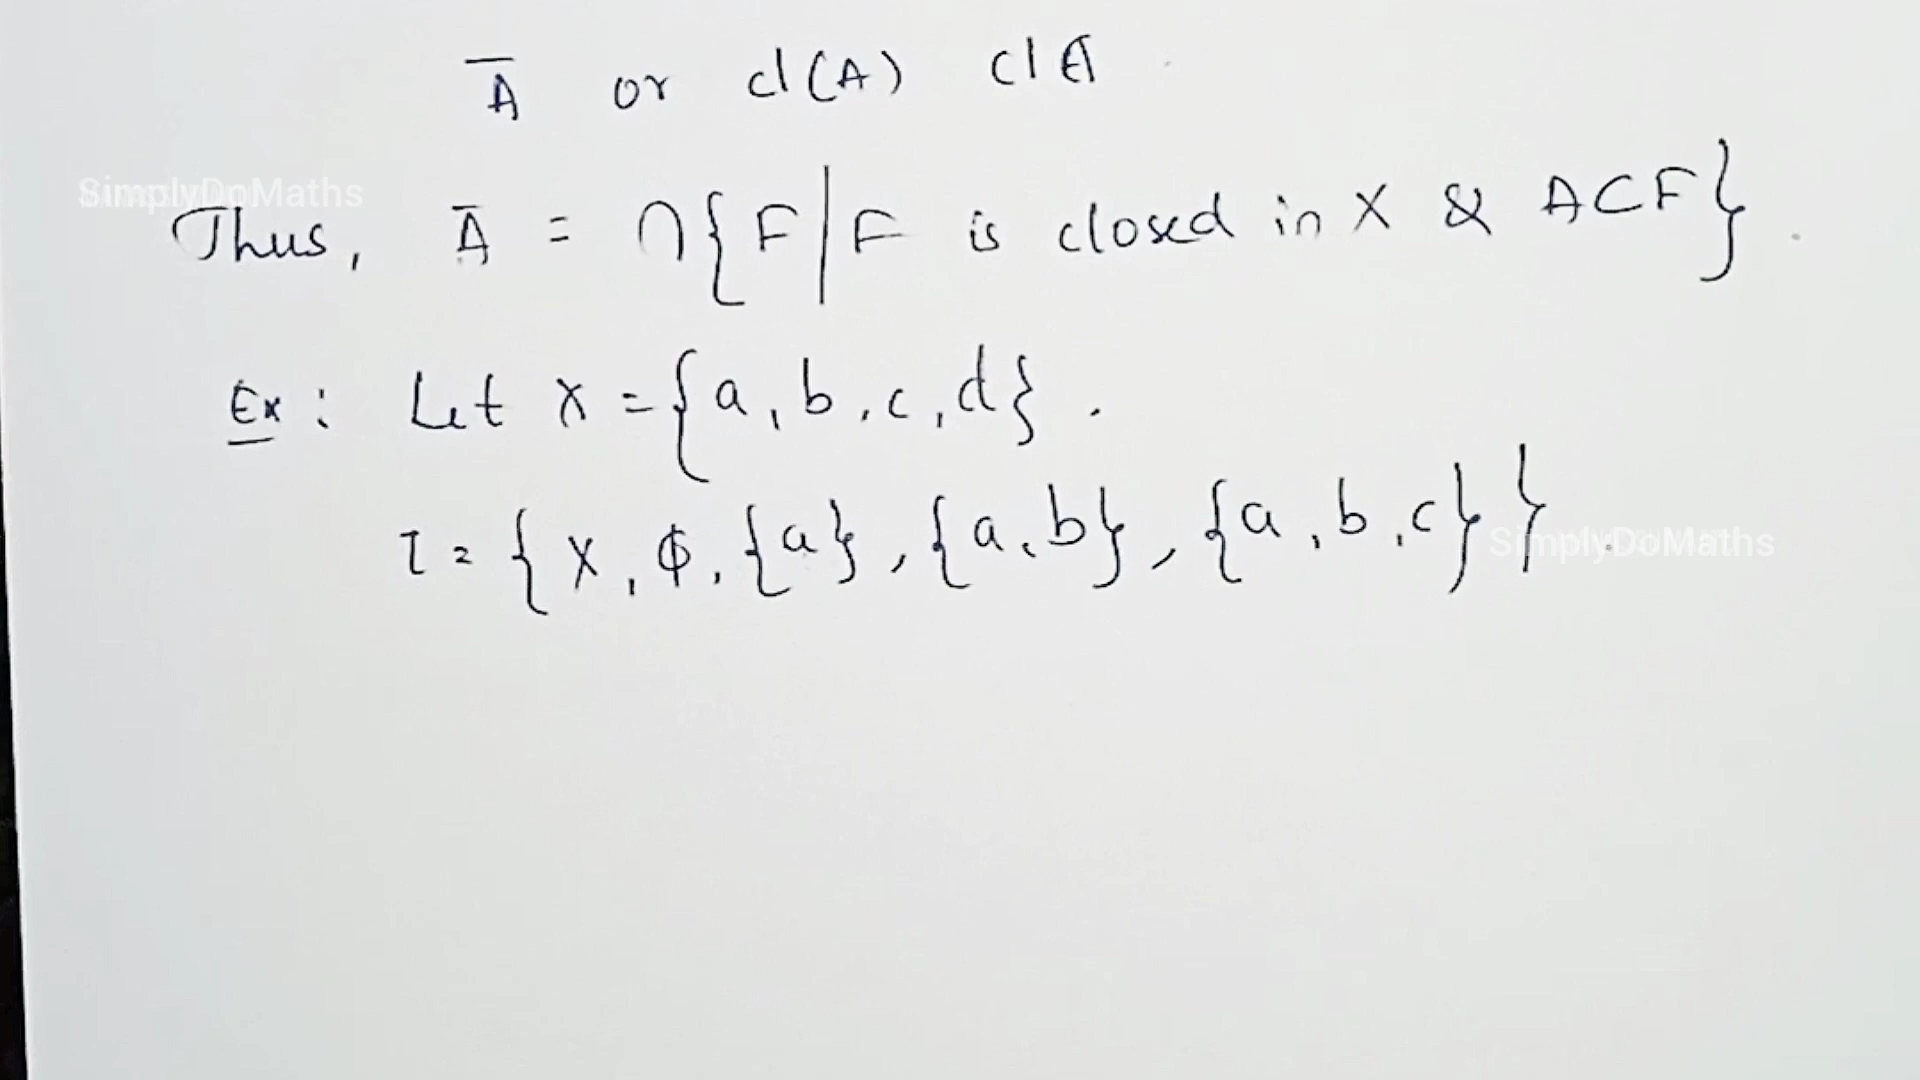 A̅ or cl(A) cl A
SimplyDoMaths
Thus, A̅ = ∩{F|F is closed in X & A⊂F}.
Ex: Let X = {a, b, c, d}.
τ = {X, ϕ, {a}, {a, b}, {a, b, c}}.
SimplyDoMaths